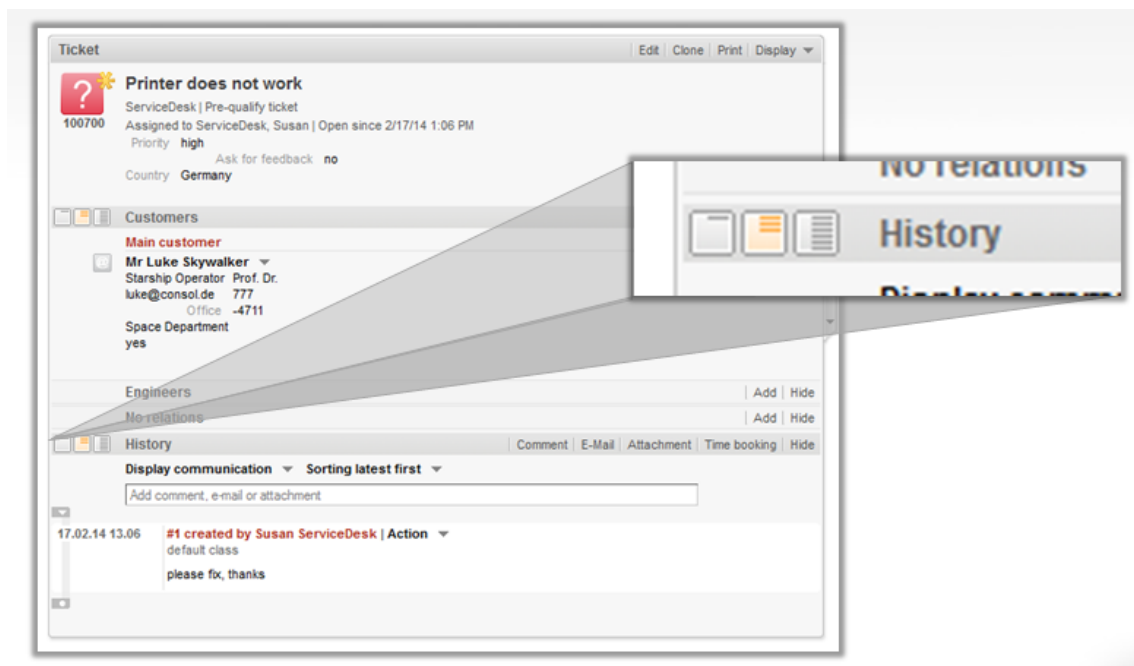 Ticket Edit Clone Print Display
?
100700
Printer does not work
ServiceDesk | Pre-qualify ticket
Assigned to ServiceDesk, Susan | Open since 2/17/14 1:06 PM
Priority high
Ask for feedback no
Country Germany
Customers
Main customer
Mr Luke Skywalker
Starship Operator Prof. Dr.
luke@consol.de 777
Office -4711
Space Department
yes
Engineers Add Hide
No relations Add Hide
History Comment E-Mail Attachment Time booking Hide
Display communication Sorting latest first
Add comment, e-mail or attachment
17.02.14 13.06 #1 created by Susan ServiceDesk | Action
default class
please fix, thanks
No relations
History
Display comm